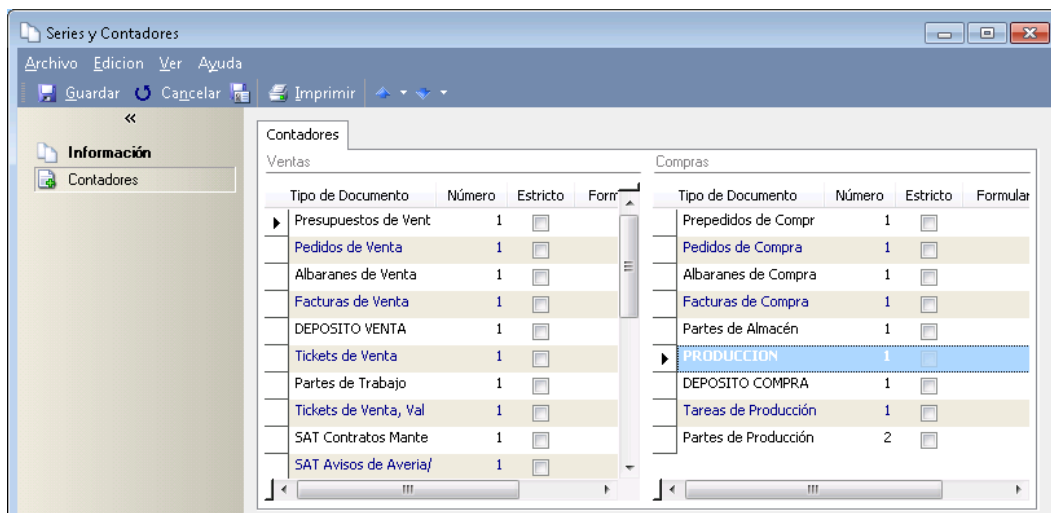 Series y Contadores
Archivo Edicion Ver Ayuda
Guardar Cancelar Imprimir
«
Información
Contadores
Contadores
Ventas
Tipo de Documento Número Estricto Form
Presupuestos de Vent 1
Pedidos de Venta 1
Albaranes de Venta 1
Facturas de Venta 1
DEPOSITO VENTA 1
Tickets de Venta 1
Partes de Trabajo 1
Tickets de Venta, Val 1
SAT Contratos Mante 1
SAT Avisos de Averia/ 1
Compras
Tipo de Documento Número Estricto Formular
Prepedidos de Compr 1
Pedidos de Compra 1
Albaranes de Compra 1
Facturas de Compra 1
Partes de Almacén 1
PRODUCCION 1
DEPOSITO COMPRA 1
Tareas de Producción 1
Partes de Producción 2